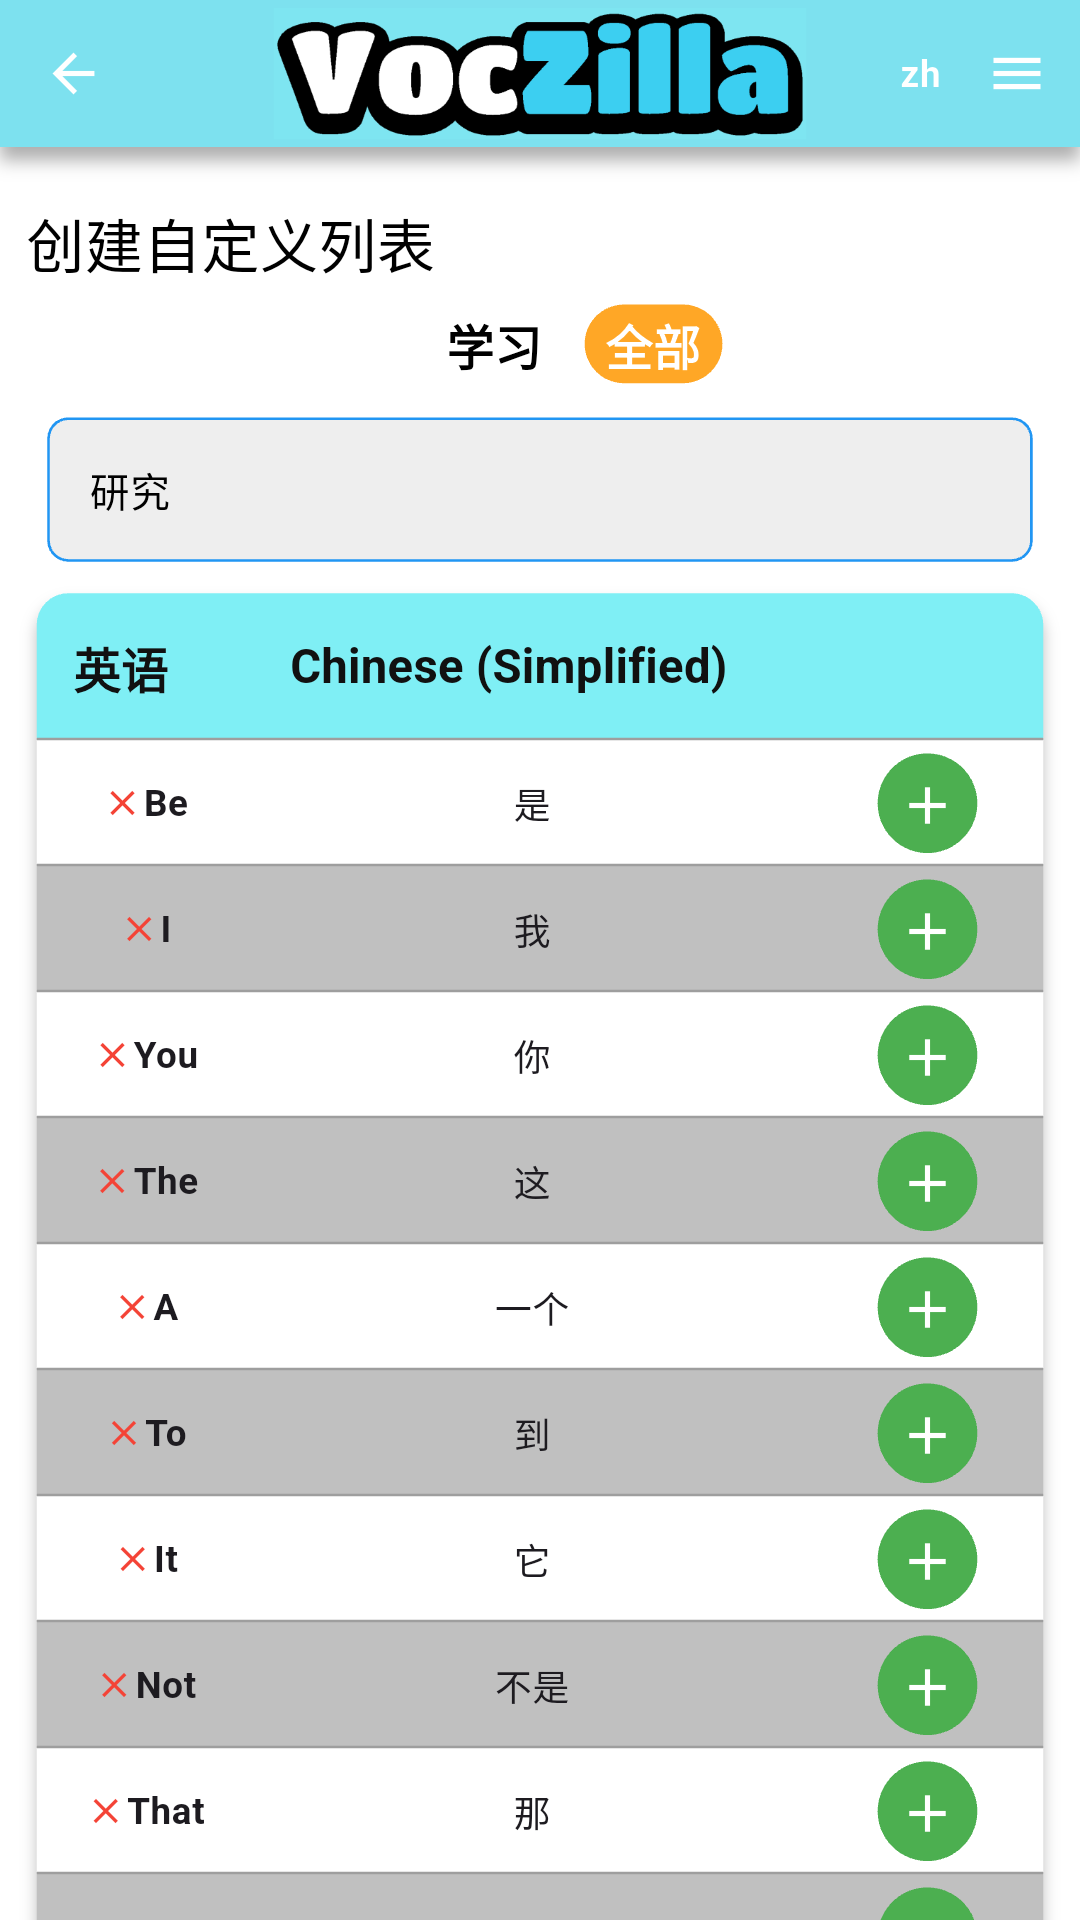 VocZilla
zh
创建自定义列表
学习 全部
研究
英语 Chinese (Simplified)
Be 是
I 我
You 你
The 这
A 一个
To 到
It 它
Not 不是
That 那